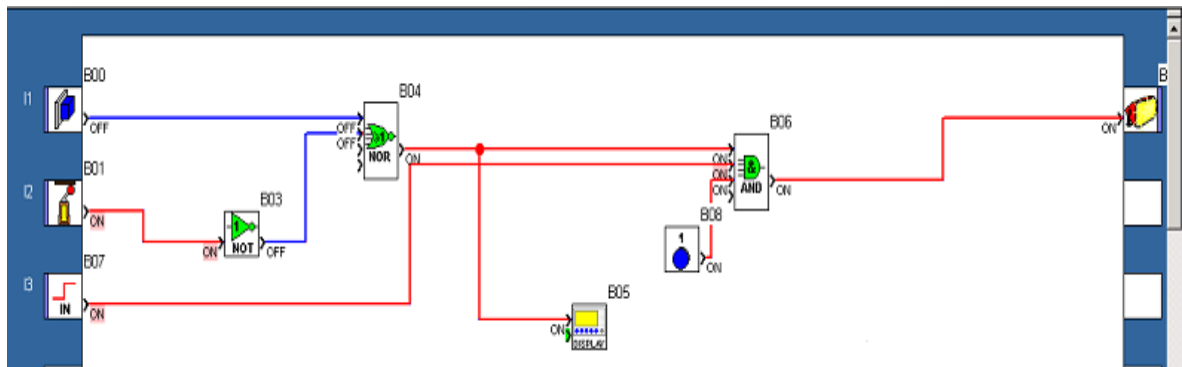 B
B00
I1
OFF
B04
OFF
OFF
NOR
ON
B06
ON
ON
ON
AND
ON
ON
B01
I2
ON
B03
ON
NOT
OFF
B08
1
ON
B07
I3
IN
ON
B05
ON
DISPLAY